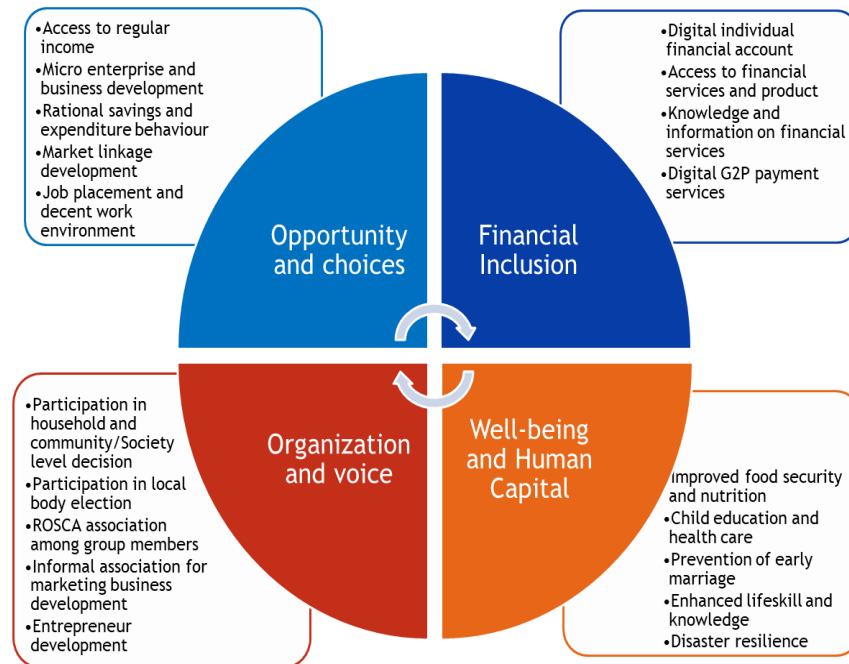 •Access to regular
income
•Micro enterprise and
business development
•Rational savings and
expenditure behaviour
•Market linkage
development
•Job placement and
decent work
environment
•Digital individual
financial account
•Access to financial
services and product
•Knowledge and
information on financial
services
•Digital G2P payment
services
Opportunity
and choices
Financial
Inclusion
Organization
and voice
Well-being
and Human
Capital
•Participation in
household and
community/Society
level decision
•Participation in local
body election
•ROSCA association
among group members
•Informal association for
marketing business
development
•Entrepreneur
development
Improved food security
and nutrition
•Child education and
health care
•Prevention of early
marriage
•Enhanced lifeskill and
knowledge
•Disaster resilience